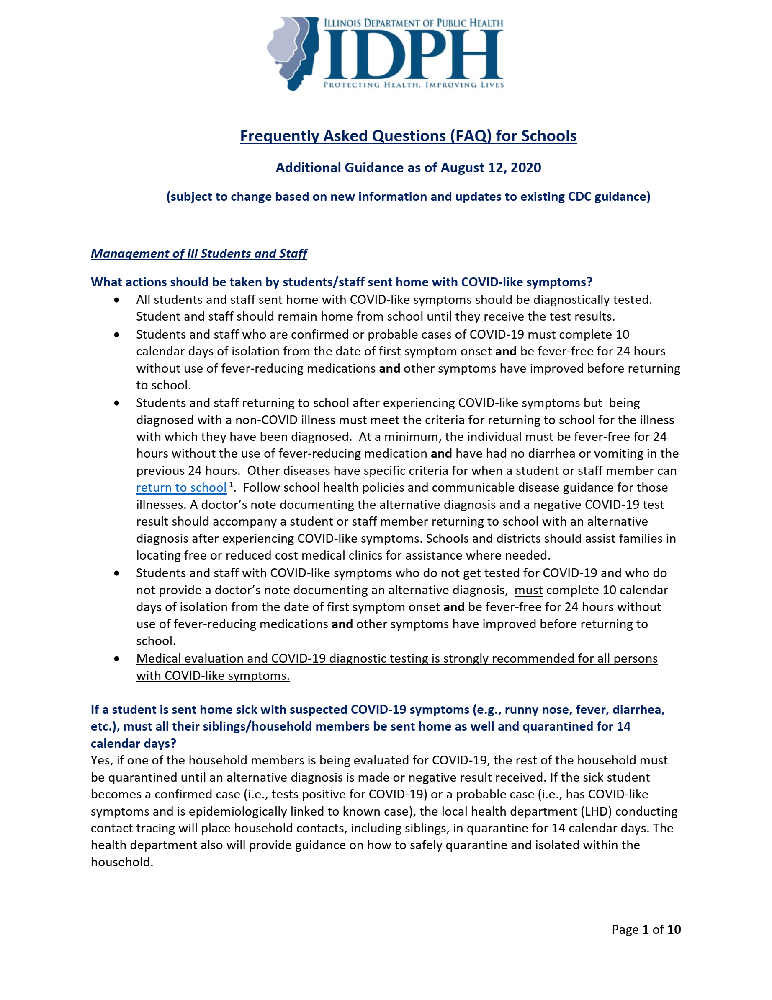 ILLINOIS DEPARTMENT OF PUBLIC HEALTH
IDPH
PROTECTING HEALTH, IMPROVING LIVES
Frequently Asked Questions (FAQ) for Schools
Additional Guidance as of August 12, 2020
(subject to change based on new information and updates to existing CDC guidance)
Management of Ill Students and Staff
What actions should be taken by students/staff sent home with COVID-like symptoms?
• All students and staff sent home with COVID-like symptoms should be diagnostically tested.
Student and staff should remain home from school until they receive the test results.
• Students and staff who are confirmed or probable cases of COVID-19 must complete 10
calendar days of isolation from the date of first symptom onset and be fever-free for 24 hours
without use of fever-reducing medications and other symptoms have improved before returning
to school.
• Students and staff returning to school after experiencing COVID-like symptoms but  being
diagnosed with a non-COVID illness must meet the criteria for returning to school for the illness
with which they have been diagnosed.  At a minimum, the individual must be fever-free for 24
hours without the use of fever-reducing medication and have had no diarrhea or vomiting in the
previous 24 hours.  Other diseases have specific criteria for when a student or staff member can
return to school 1.  Follow school health policies and communicable disease guidance for those
illnesses. A doctor’s note documenting the alternative diagnosis and a negative COVID-19 test
result should accompany a student or staff member returning to school with an alternative
diagnosis after experiencing COVID-like symptoms. Schools and districts should assist families in
locating free or reduced cost medical clinics for assistance where needed.
• Students and staff with COVID-like symptoms who do not get tested for COVID-19 and who do
not provide a doctor’s note documenting an alternative diagnosis,  must complete 10 calendar
days of isolation from the date of first symptom onset and be fever-free for 24 hours without
use of fever-reducing medications and other symptoms have improved before returning to
school.
• Medical evaluation and COVID-19 diagnostic testing is strongly recommended for all persons
with COVID-like symptoms.
If a student is sent home sick with suspected COVID-19 symptoms (e.g., runny nose, fever, diarrhea,
etc.), must all their siblings/household members be sent home as well and quarantined for 14
calendar days?
Yes, if one of the household members is being evaluated for COVID-19, the rest of the household must
be quarantined until an alternative diagnosis is made or negative result received. If the sick student
becomes a confirmed case (i.e., tests positive for COVID-19) or a probable case (i.e., has COVID-like
symptoms and is epidemiologically linked to known case), the local health department (LHD) conducting
contact tracing will place household contacts, including siblings, in quarantine for 14 calendar days. The
health department also will provide guidance on how to safely quarantine and isolated within the
household.
Page 1 of 10